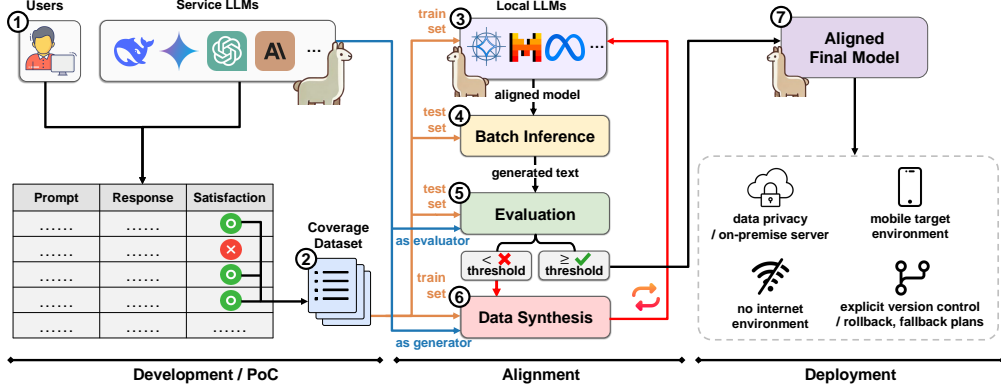 1
Users
Service LLMs
A\
...
Prompt
Response
Satisfaction
......
......
......
......
......
......
......
......
......
......
......
2
Coverage
Dataset
Development / PoC
train
set
3
Local LLMs
...
aligned model
test
set
4
Batch Inference
generated text
test
set
5
Evaluation
as evaluator
<
threshold
≥
threshold
train
set
6
Data Synthesis
as generator
Alignment
7
Aligned
Final Model
data privacy
/ on-premise server
mobile target
environment
no internet
environment
explicit version control
/ rollback, fallback plans
Deployment